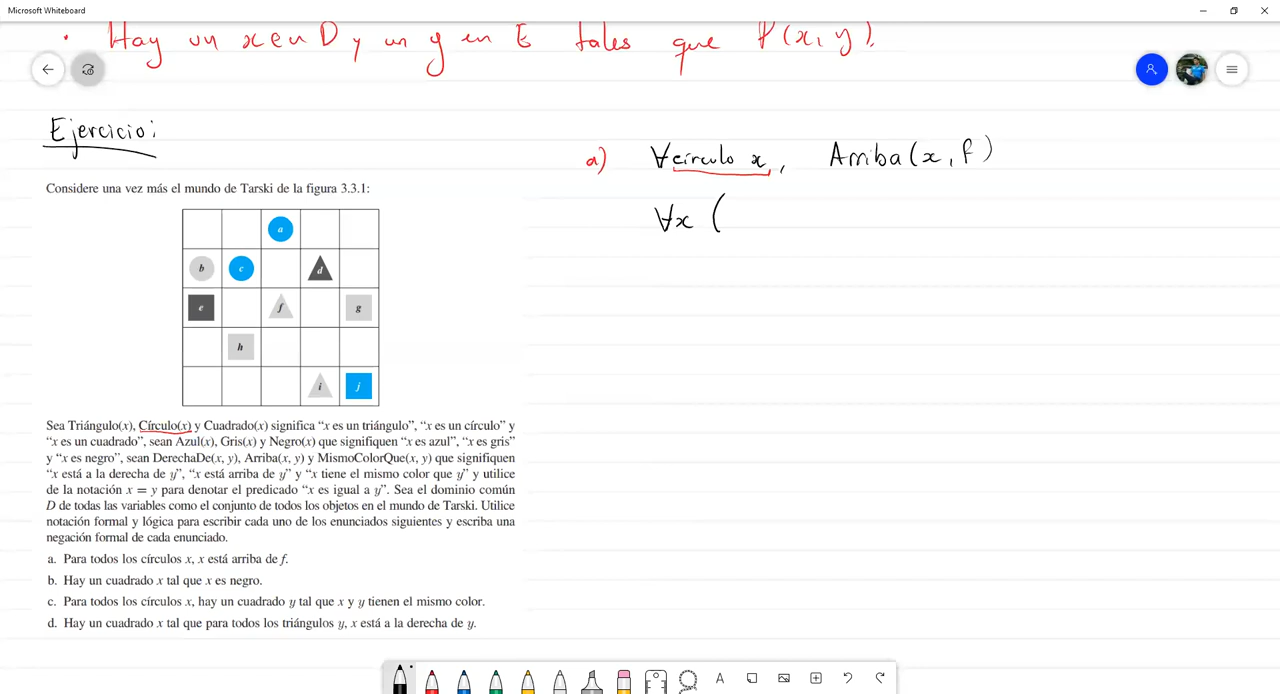 Microsoft Whiteboard
• Hay un x en D y un y en E tales que P(x, y).
Ejercicio:
Considere una vez más el mundo de Tarski de la figura 3.3.1:
a
b c d
e f g
h
i j
Sea Triángulo(x), Círculo(x) y Cuadrado(x) significa “x es un triángulo”, “x es un círculo” y
“x es un cuadrado”, sean Azul(x), Gris(x) y Negro(x) que signifiquen “x es azul”, “x es gris”
y “x es negro”, sean DerechaDe(x, y), Arriba(x, y) y MismoColorQue(x, y) que signifiquen
“x está a la derecha de y”, “x está arriba de y” y “x tiene el mismo color que y” y utilice
de la notación x = y para denotar el predicado “x es igual a y”. Sea el dominio común
D de todas las variables como el conjunto de todos los objetos en el mundo de Tarski. Utilice
notación formal y lógica para escribir cada uno de los enunciados siguientes y escriba una
negación formal de cada enunciado.
a. Para todos los círculos x, x está arriba de f.
b. Hay un cuadrado x tal que x es negro.
c. Para todos los círculos x, hay un cuadrado y tal que x y y tienen el mismo color.
d. Hay un cuadrado x tal que para todos los triángulos y, x está a la derecha de y.
a) ∀círculo x, Arriba(x, f)
∀x (